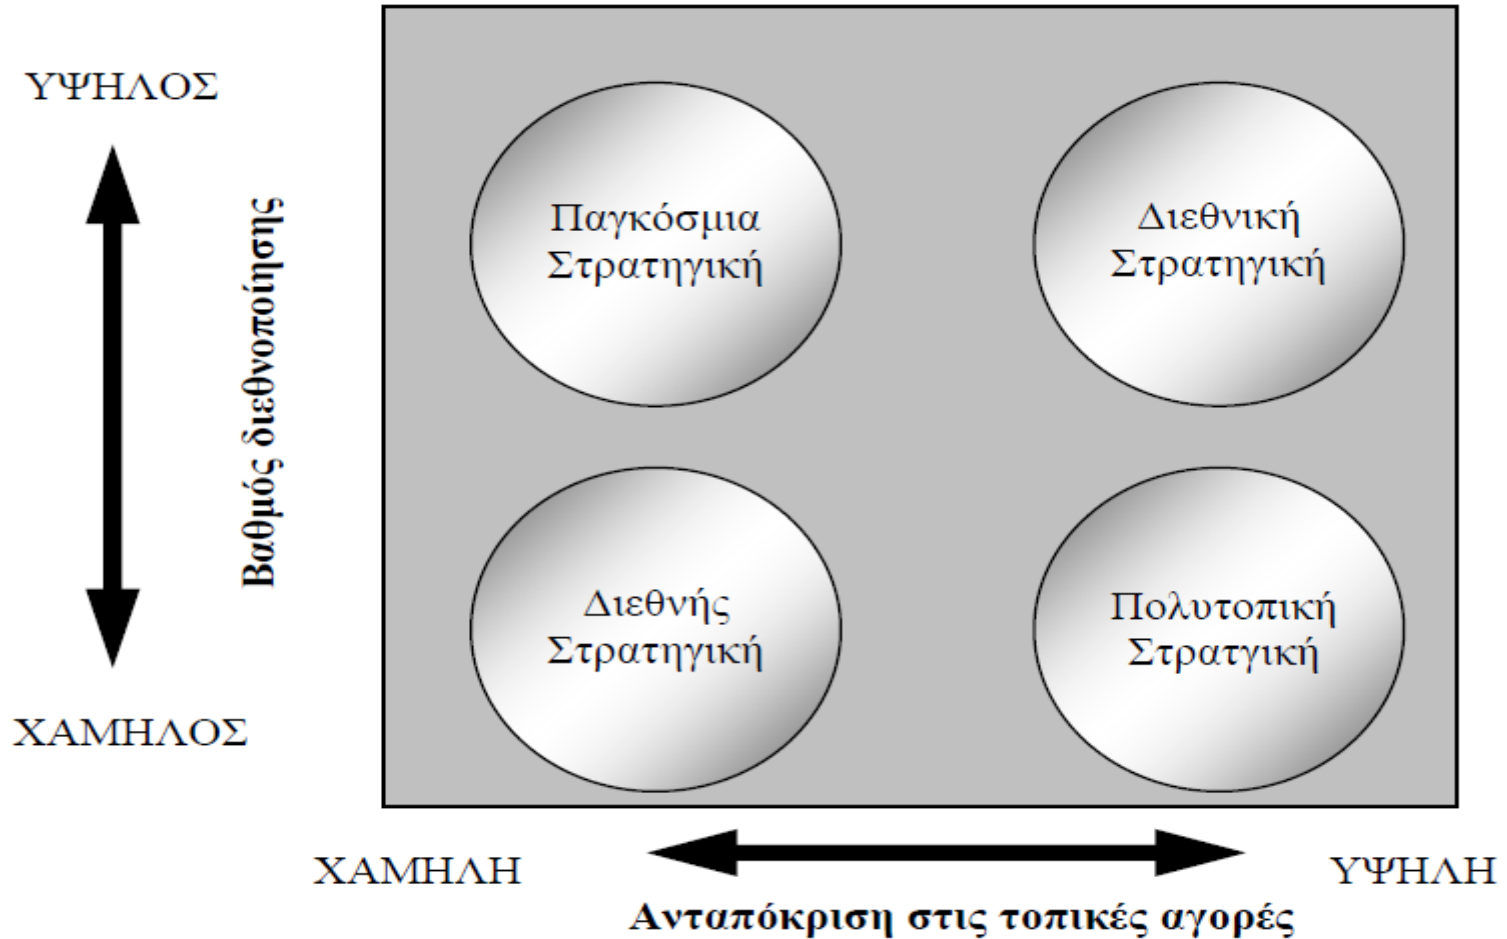 ΥΨΗΛΟΣ
Βαθμός διεθνοποίησης
ΧΑΜΗΛΟΣ
Παγκόσμια
Στρατηγική
Διεθνική
Στρατηγική
Διεθνής
Στρατηγική
Πολυτοπική
Στρατγική
ΧΑΜΗΛΗ
ΥΨΗΛΗ
Ανταπόκριση στις τοπικές αγορές